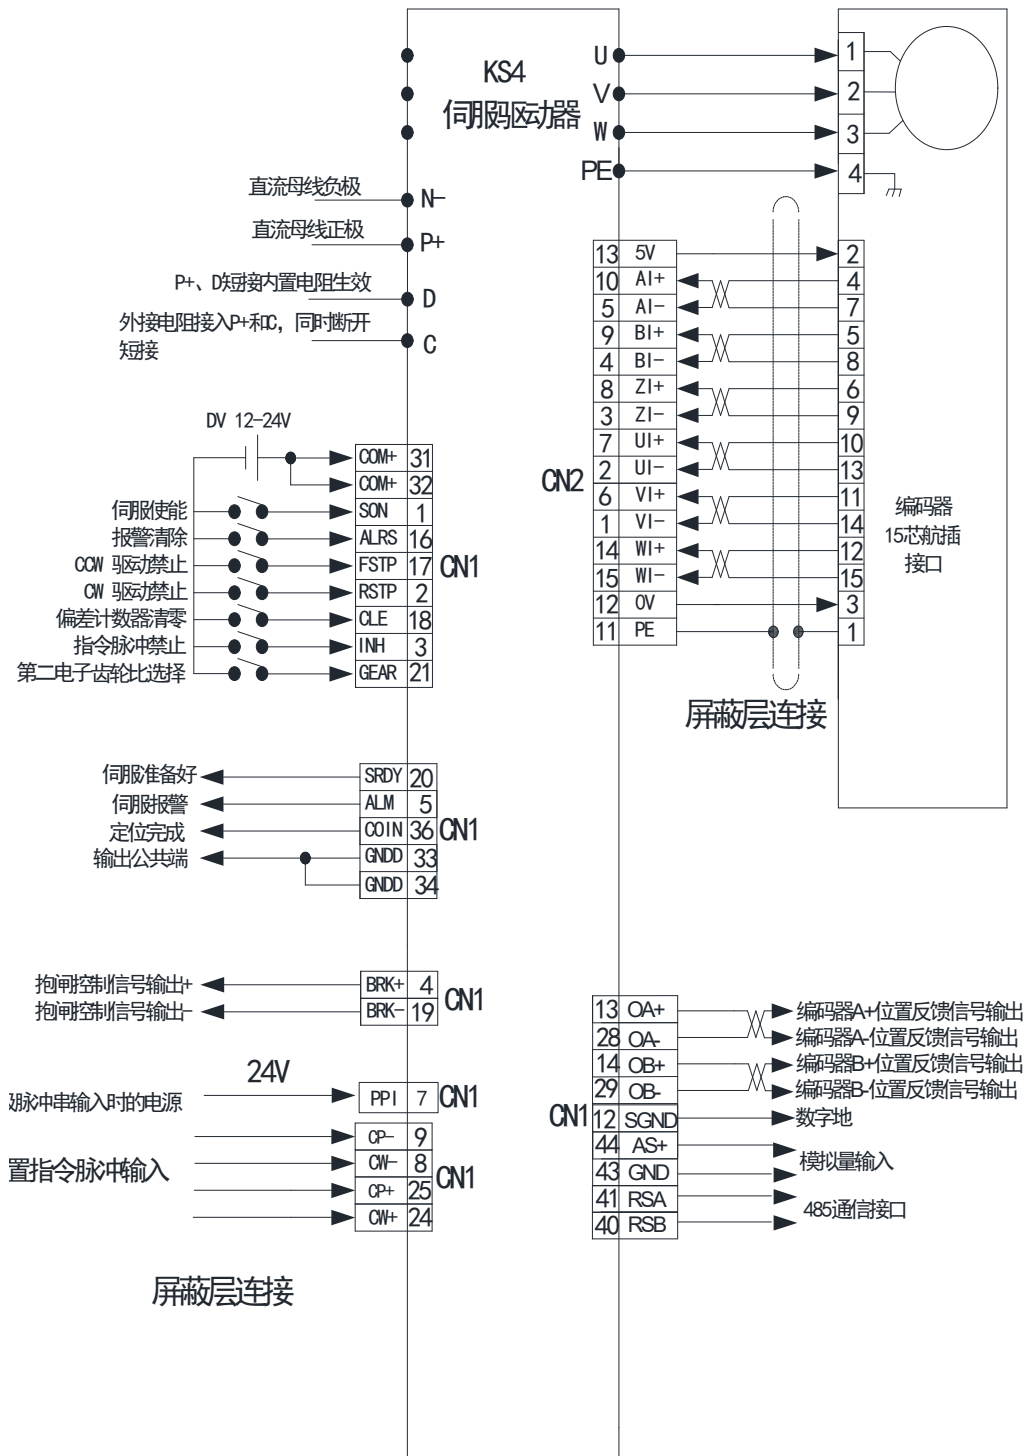 KS4
伺服驱动器
U
V
W
PE
1
2
3
4
直流母线负极 N-
直流母线正极 P+
P+、D短接内置电阻生效 D
外接电阻接入P+和C，同时断开
短接
C
DV 12-24V
COM+ 31
COM+ 32
伺服使能 SON 1
报警清除 ALRS 16
CCW 驱动禁止 FSTP 17
CW 驱动禁止 RSTP 2
偏差计数器清零 CLE 18
指令脉冲禁止 INH 3
第二电子齿轮比选择 GEAR 21
CN1
伺服准备好 SRDY 20
伺服报警 ALM 5
定位完成 COIN 36
输出公共端 GNDD 33
GNDD 34
CN1
抱闸控制信号输出+ BRK+ 4
抱闸控制信号输出- BRK- 19
CN1
24V
脉冲串输入时的电源 PPI 7 CN1
CP- 9
CW- 8
CP+ 25
CW+ 24
CN1
置指令脉冲输入
屏蔽层连接
CN2
13 5V 2
10 AI+ 4
5 AI- 7
9 BI+ 5
4 BI- 8
8 ZI+ 6
3 ZI- 9
7 UI+ 10
2 UI- 13
6 VI+ 11
1 VI- 14
14 WI+ 12
15 WI- 15
12 0V 3
11 PE 1
编码器
15芯航插
接口
屏蔽层连接
CN1
13 OA+ 编码器A+位置反馈信号输出
28 OA- 编码器A-位置反馈信号输出
14 OB+ 编码器B+位置反馈信号输出
29 OB- 编码器B-位置反馈信号输出
12 SGND 数字地
44 AS+
43 GND
模拟量输入
41 RSA
40 RSB
485通信接口